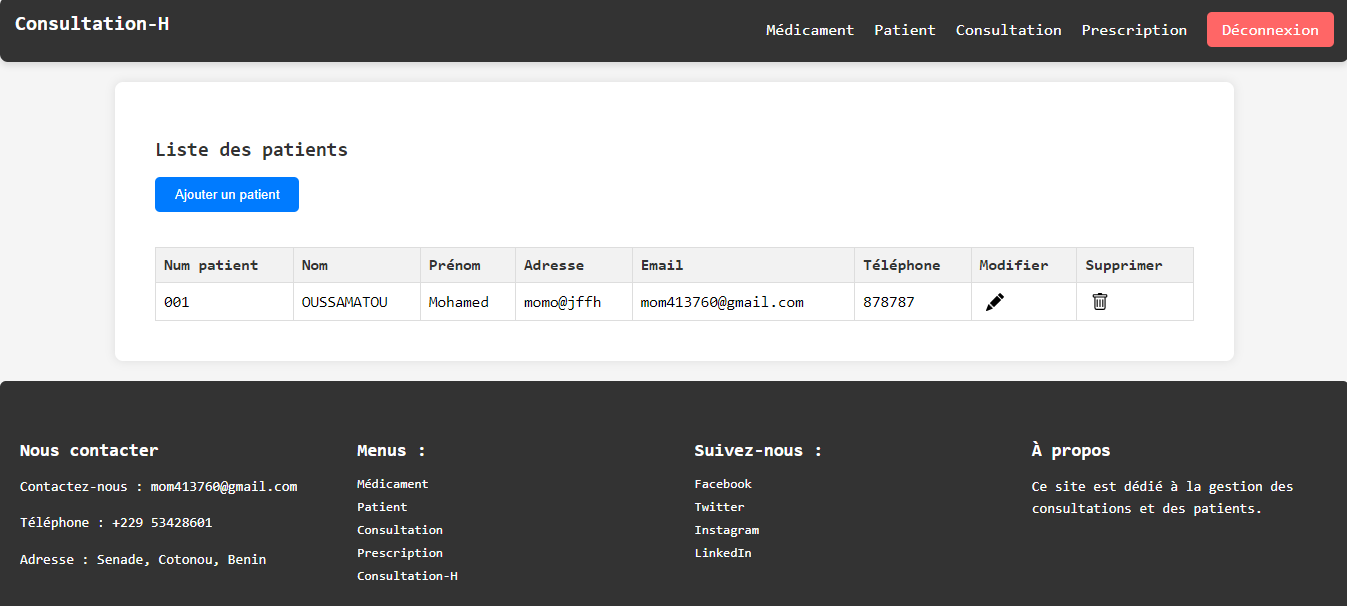 Consultation-H
Médicament Patient Consultation Prescription Déconnexion
Liste des patients
Ajouter un patient
Num patient Nom Prénom Adresse Email Téléphone Modifier Supprimer
001 OUSSAMATOU Mohamed momo@jffh mom413760@gmail.com 878787
Nous contacter
Contactez-nous : mom413760@gmail.com
Téléphone : +229 53428601
Adresse : Senade, Cotonou, Benin
Menus :
Médicament
Patient
Consultation
Prescription
Consultation-H
Suivez-nous :
Facebook
Twitter
Instagram
LinkedIn
À propos
Ce site est dédié à la gestion des
consultations et des patients.